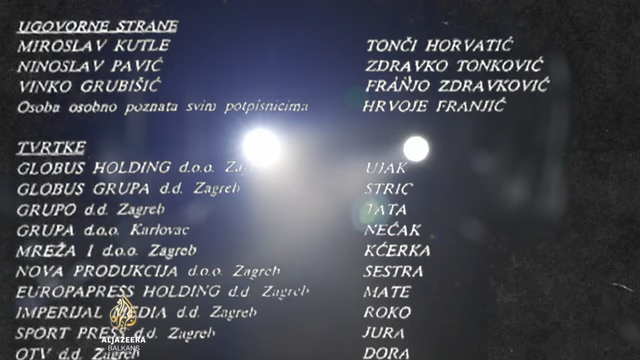 UGOVORNE STRANE
MIROSLAV KUTLE TONČI HORVATIĆ
NINOSLAV PAVIĆ ZDRAVKO TONKOVIĆ
VINKO GRUBIŠIĆ FRANJO ZDRAVKOVIĆ
Osoba osobno poznata svim potpisnicima HRVOJE FRANJIĆ
TVRTKE
GLOBUS HOLDING d.o.o. UJAK
GLOBUS GRUPA d.d. Zagreb STRIC
GRUPO d.d. Zagreb TATA
GRUPA d.o.o. Karlovac NEĆAK
MREŽA 1 d.o.o. Zagreb KĆERKA
NOVA PRODUKCIJA d.o.o. Zagreb SESTRA
EUROPAPRESS HOLDING d.d. Zagreb MATE
IMPERIJAL MEDIA d.d. Zagreb ROKO
SPORT PRESS d.d. Zagreb JURA
OTV d.d. Zagreb DORA
ALJAZEERA
BALKANS